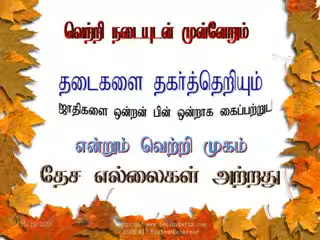 வெற்றி நடையுடன் முன்வேறும்
தடைகளை தகர்த்தெறியும்
ஜாதிகளை ஒன்றன் பின் ஒன்றாக கைப்பற்றுட
என்றும் வெற்றி முகம்
தேச எல்லைகள் அற்றது